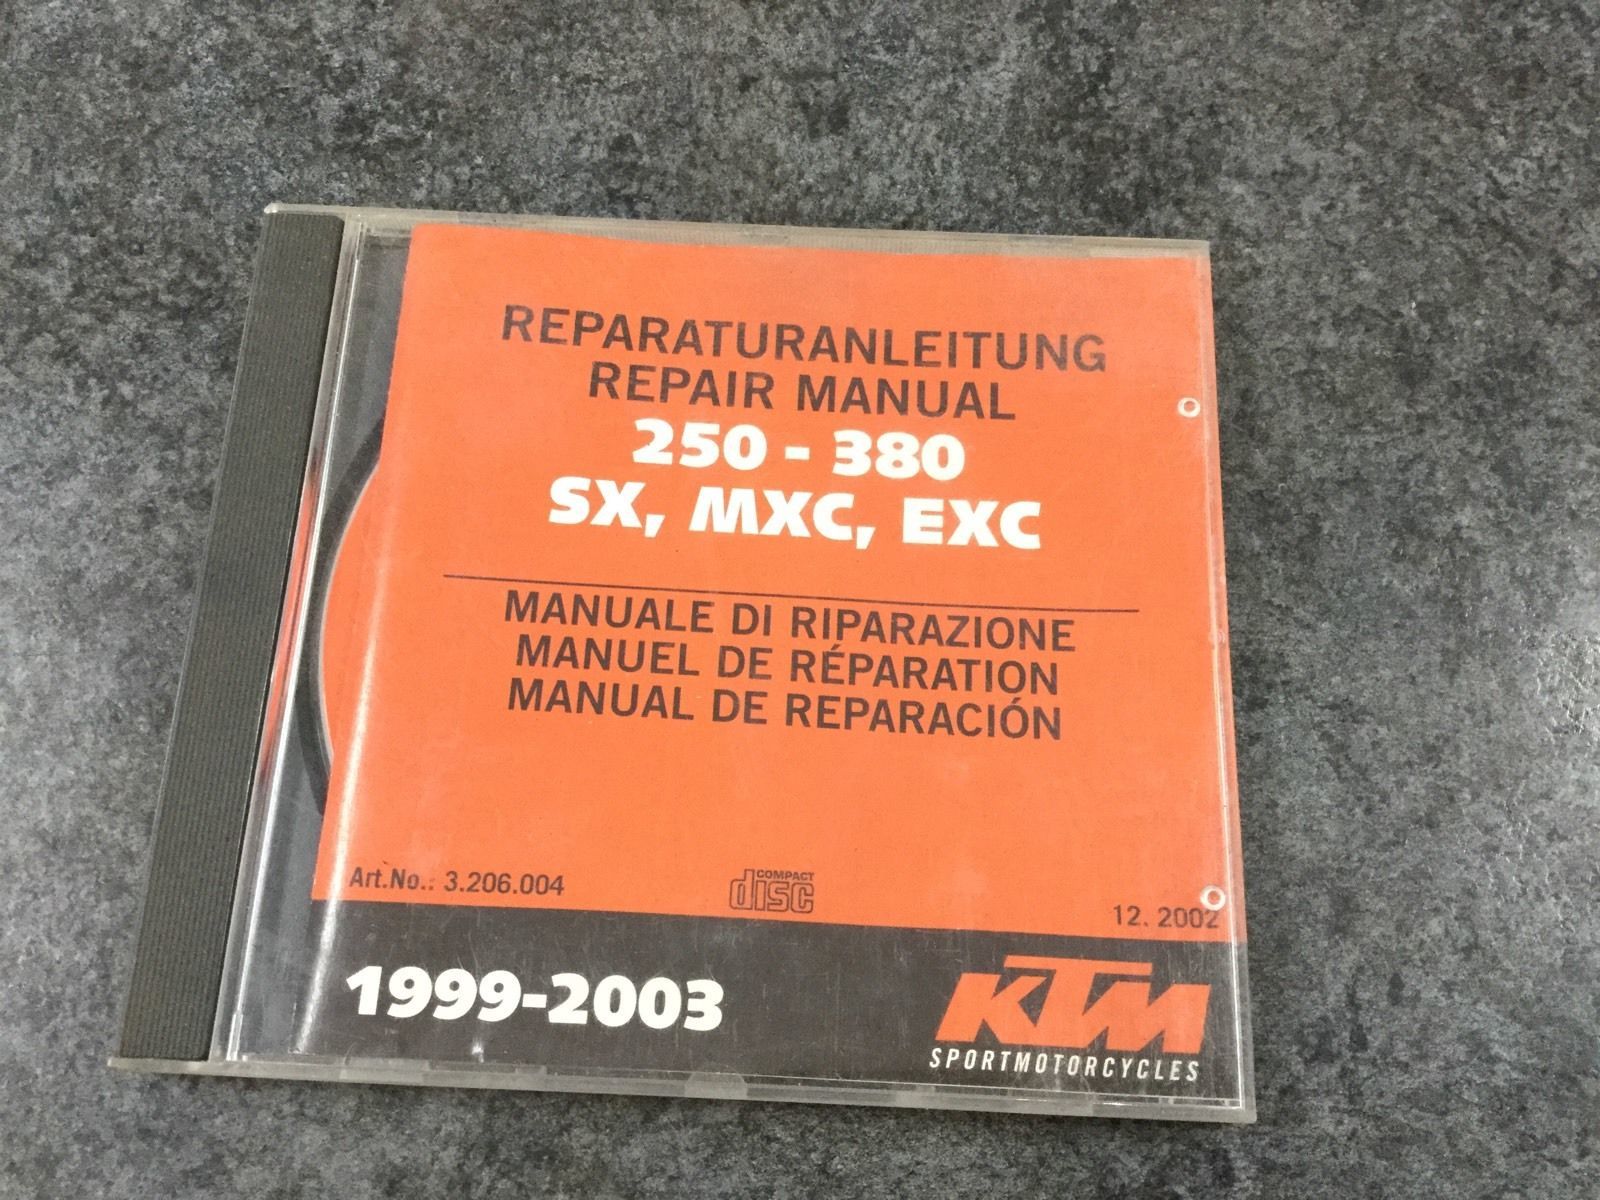 REPARATURANLEITUNG
REPAIR MANUAL
250 - 380
SX, MXC, EXC
MANUALE DI RIPARAZIONE
MANUEL DE RÉPARATION
MANUAL DE REPARACIÓN
Art.No.: 3.206.004
COMPACT
disc
12. 2002
1999-2003
KTM
SPORTMOTORCYCLES